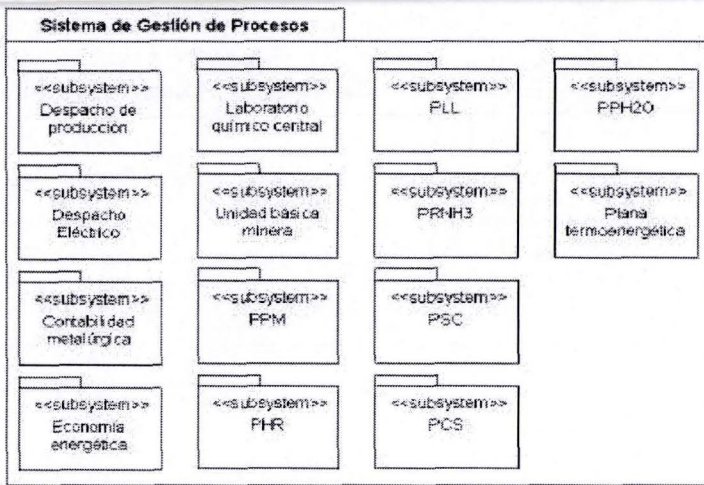 Sistema de Gestión de Procesos
<<subsystem>>
Despacho de
producción
<<subsystem>>
Laboratorio
químico central
<<subsystem>>
PLL
<<subsystem>>
PPH2O
<<subsystem>>
Despacho
Eléctrico
<<subsystem>>
Unidad básica
minera
<<subsystem>>
PRNH3
<<subsystem>>
Plana
termoenergética
<<subsystem>>
Contabilidad
metalúrgica
<<subsystem>>
PPM
<<subsystem>>
PSC
<<subsystem>>
Economía
energética
<<subsystem>>
PHR
<<subsystem>>
PCS